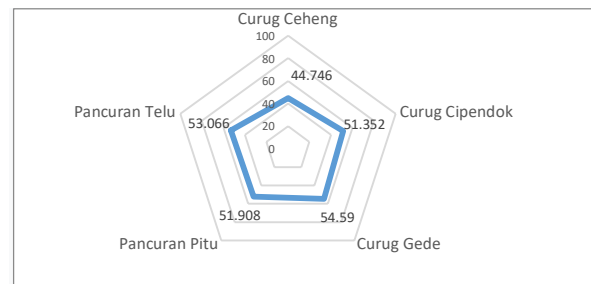 Curug Ceheng
100
80
60
40
20
0
44.746
Pancuran Telu
53.066
51.352
Curug Cipendok
51.908
54.59
Pancuran Pitu
Curug Gede